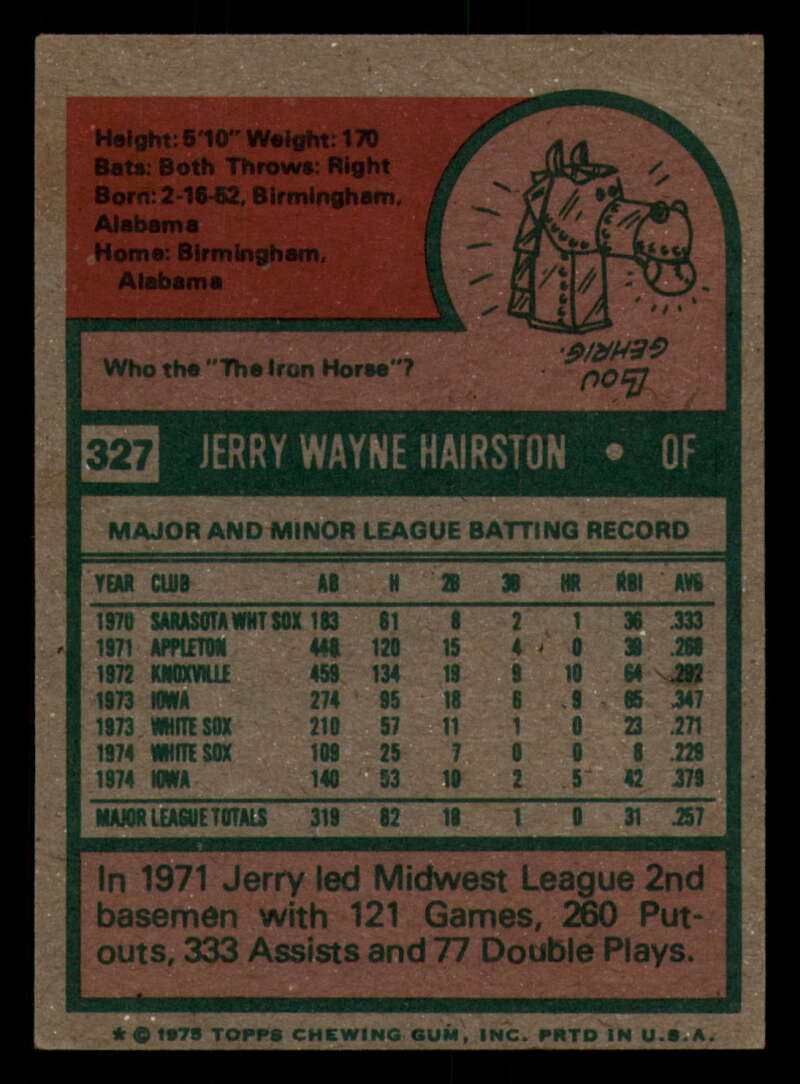 Height: 5'10" Weight: 170
Bats: Both Throws: Right
Born: 2-16-52, Birmingham,
Alabama
Home: Birmingham,
Alabama
Who the "The Iron Horse"?
LOU
GEHRIG.
327 JERRY WAYNE HAIRSTON • OF
MAJOR AND MINOR LEAGUE BATTING RECORD
YEAR CLUB AB H 2B 3B HR RBI AVG
1970 SARASOTA WHT SOX 183 61 8 2 1 36 .333
1971 APPLETON 448 120 15 4 0 39 .268
1972 KNOXVILLE 459 134 19 9 10 64 .292
1973 IOWA 274 95 18 6 9 65 .347
1973 WHITE SOX 210 57 11 1 0 23 .271
1974 WHITE SOX 109 25 7 0 0 8 .229
1974 IOWA 140 53 10 2 5 42 .379
MAJOR LEAGUE TOTALS 319 82 18 1 0 31 .257
In 1971 Jerry led Midwest League 2nd
basemen with 121 Games, 260 Put-
outs, 333 Assists and 77 Double Plays.
* © 1975 TOPPS CHEWING GUM, INC. PRTD IN U.S.A.